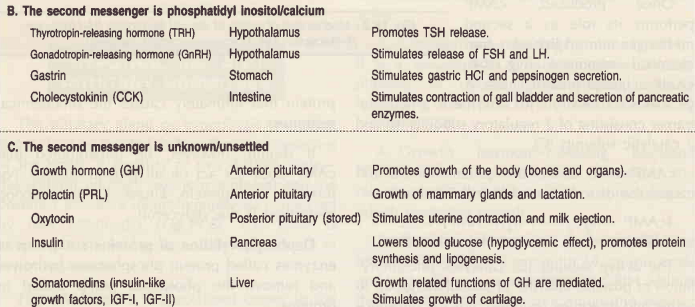 B. The second messenger is phosphatidyl inositol/calcium
Thyrotropin-releasing hormone (TRH) Hypothalamus Promotes TSH release.
Gonadotropin-releasing hormone (GnRH) Hypothalamus Stimulates release of FSH and LH.
Gastrin Stomach Stimulates gastric HCl and pepsinogen secretion.
Cholecystokinin (CCK) Intestine Stimulates contraction of gall bladder and secretion of pancreatic
enzymes.
C. The second messenger is unknown/unsettled
Growth hormone (GH) Anterior pituitary Promotes growth of the body (bones and organs).
Prolactin (PRL) Anterior pituitary Growth of mammary glands and lactation.
Oxytocin Posterior pituitary (stored) Stimulates uterine contraction and milk ejection.
Insulin Pancreas Lowers blood glucose (hypoglycemic effect), promotes protein
synthesis and lipogenesis.
Somatomedins (insulin-like Liver Growth related functions of GH are mediated.
growth factors, IGF-I, IGF-II) Stimulates growth of cartilage.